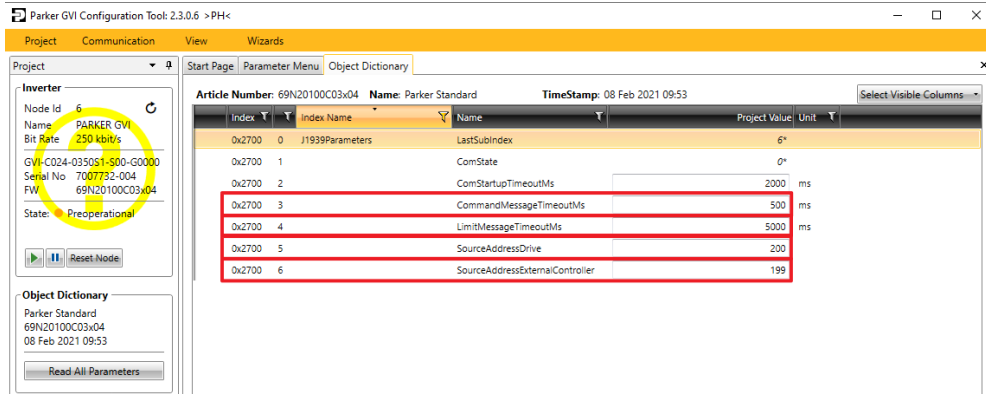 Parker GVI Configuration Tool: 2.3.0.6 >PH<
Project Communication View Wizards
Project
Start Page Parameter Menu Object Dictionary
Inverter
Node Id 6
Name PARKER GVI
Bit Rate 250 kbit/s
GVI-C024-0350S1-S00-G0000
Serial No 7007732-004
FW 69N20100C03x04
State: Preoperational
Reset Node
Object Dictionary
Parker Standard
69N20100C03x04
08 Feb 2021 09:53
Read All Parameters
Article Number: 69N20100C03x04 Name: Parker Standard TimeStamp: 08 Feb 2021 09:53 Select Visible Columns
Index Index Name Name Project Value Unit
0x2700 0 J1939Parameters LastSubIndex 6*
0x2700 1 ComState 0*
0x2700 2 ComStartupTimeoutMs 2000 ms
0x2700 3 CommandMessageTimeoutMs 500 ms
0x2700 4 LimitMessageTimeoutMs 5000 ms
0x2700 5 SourceAddressDrive 200
0x2700 6 SourceAddressExternalController 199